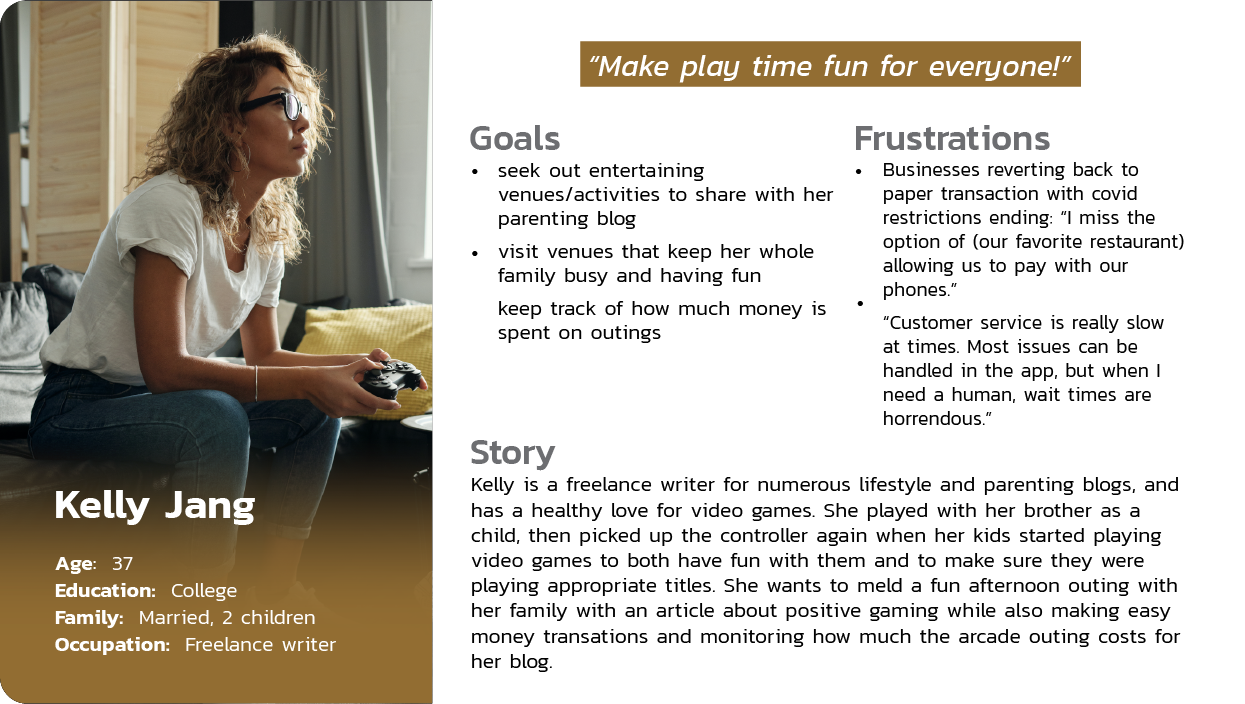 “Make play time fun for everyone!”
Goals
• seek out entertaining
venues/activities to share with her
parenting blog
• visit venues that keep her whole
family busy and having fun
keep track of how much money is
spent on outings
Frustrations
• Businesses reverting back to
paper transaction with covid
restrictions ending: “I miss the
option of (our favorite restaurant)
allowing us to pay with our
phones.”
• “Customer service is really slow
at times. Most issues can be
handled in the app, but when I
need a human, wait times are
horrendous.”
Story
Kelly is a freelance writer for numerous lifestyle and parenting blogs, and
has a healthy love for video games. She played with her brother as a
child, then picked up the controller again when her kids started playing
video games to both have fun with them and to make sure they were
playing appropriate titles. She wants to meld a fun afternoon outing with
her family with an article about positive gaming while also making easy
money transations and monitoring how much the arcade outing costs for
her blog.
Kelly Jang
Age: 37
Education: College
Family: Married, 2 children
Occupation: Freelance writer